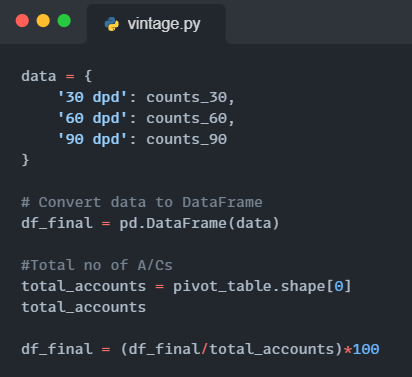 vintage.py
data = {
    '30 dpd': counts_30,
    '60 dpd': counts_60,
    '90 dpd': counts_90
}
# Convert data to DataFrame
df_final = pd.DataFrame(data)
#Total no of A/Cs
total_accounts = pivot_table.shape[0]
total_accounts
df_final = (df_final/total_accounts)*100